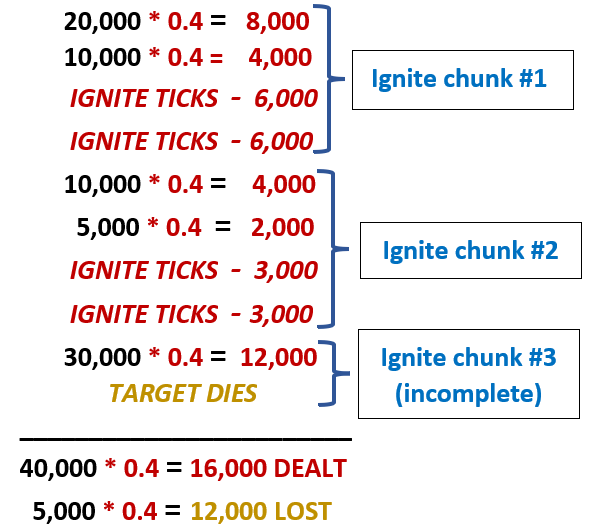 20,000 * 0.4 = 8,000
10,000 * 0.4 = 4,000
IGNITE TICKS - 6,000
IGNITE TICKS - 6,000
Ignite chunk #1
10,000 * 0.4 = 4,000
5,000 * 0.4 = 2,000
IGNITE TICKS - 3,000
IGNITE TICKS - 3,000
Ignite chunk #2
30,000 * 0.4 = 12,000
TARGET DIES
Ignite chunk #3
(incomplete)
40,000 * 0.4 = 16,000 DEALT
5,000 * 0.4 = 12,000 LOST